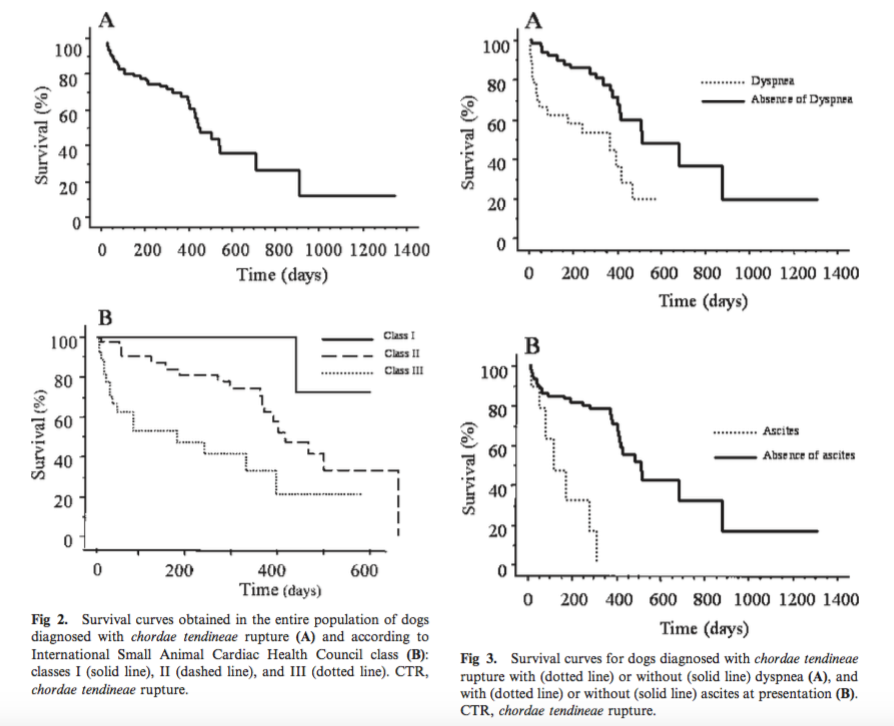 A
Survival (%)
100
80
60
40
20
0
0 200 400 600 800 1000 1200 1400
Time (days)
B
Survival (%)
100
80
60
40
20
0
Class I
Class II
Class III
0 200 400 600
Time (days)
Fig 2. Survival curves obtained in the entire population of dogs
diagnosed with chordae tendineae rupture (A) and according to
International Small Animal Cardiac Health Council class (B):
classes I (solid line), II (dashed line), and III (dotted line). CTR,
chordae tendineae rupture.
A
Survival (%)
100
80
60
40
20
0
Dyspnea
Absence of Dyspnea
0 200 400 600 800 1000 1200 1400
Time (days)
B
Survival (%)
100
80
60
40
20
0
Ascites
Absence of ascites
0 200 400 600 800 1000 1200 1400
Time (days)
Fig 3. Survival curves for dogs diagnosed with chordae tendineae
rupture with (dotted line) or without (solid line) dyspnea (A), and
with (dotted line) or without (solid line) ascites at presentation (B).
CTR, chordae tendineae rupture.